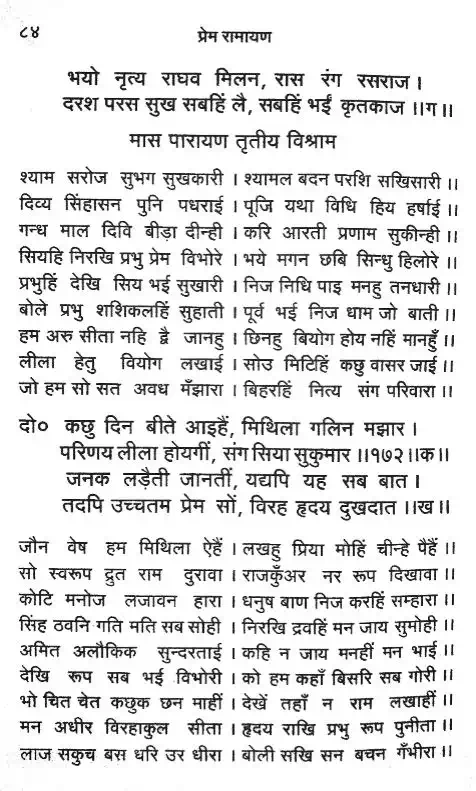 ८४
प्रेम रामायण
भयो नृत्य राघव मिलन, रास रंग रसराज ।
दरश परस सुख सबहिं लै, सबहिं भईं कृतकाज ।।ग।।
मास पारायण तृतीय विश्राम
श्याम सरोज सुभग सुखकारी । श्यामल बदन परशि सखिसारी ।।
दिव्य सिंहासन पुनि पधराई । पूजि यथा विधि हिय हर्षाई ।।
गन्ध माल दिवि बीड़ा दीन्ही । करि आरती प्रणाम सुकीन्ही ।।
सियहि निरखि प्रभु प्रेम विभोरे । भये मगन छबि सिन्धु हिलोरे ।।
प्रभुहिं देखि सिय भई सुखारी । निज निधि पाइ मनहु तनधारी ।।
बोले प्रभु शशिकलहिं सुहाती । पूर्व भई निज धाम जो बाती ।।
हम अरु सीता नहि द्वै जानहु । छिनहु बियोग होय नहिं मानहुँ ।।
लीला हेतु वियोग लखाई । सोउ मिटिहिं कछु वासर जाई ।।
जो हम सो सत अवध मँझारा । बिहरहिं नित्य संग परिवारा ।।
दो० कछु दिन बीते आइहैं, मिथिला गलिन मझार ।
परिणय लीला होयगीं, संग सिया सुकुमार ।।१७२।।क।।
जनक लड़ैती जानतीं, यद्यपि यह सब बात ।
तदपि उच्चतम प्रेम सों, विरह हृदय दुखदात ।।ख।।
जौन वेष हम मिथिला ऐहैं । लखहु प्रिया मोहिं चीन्हे पैहैं ।।
सो स्वरूप द्रुत राम दुरावा । राजकुँअर नर रूप दिखावा ।।
कोटि मनोज लजावन हारा । धनुष बाण निज करहिं सम्हारा ।।
सिंह ठवनि गति मति सब सोही । निरखि द्रवहिं मन जाय सुमोही ।।
अमित अलौकिक सुन्दरताई । कहि न जाय मनहीं मन भाई ।।
देखि रूप सब भई विभोरी । को हम कहाँ बिसरि सब गोरी ।।
भो चित चेत कछुक छन माहीं । देखें तहाँ न राम लखाहीं ।।
मन अधीर विरहाकुल सीता । हृदय राखि प्रभु रूप पुनीता ।।
लाज सकुच बस धरि उर धीरा । बोली सखि सन बचन गँभीरा ।।